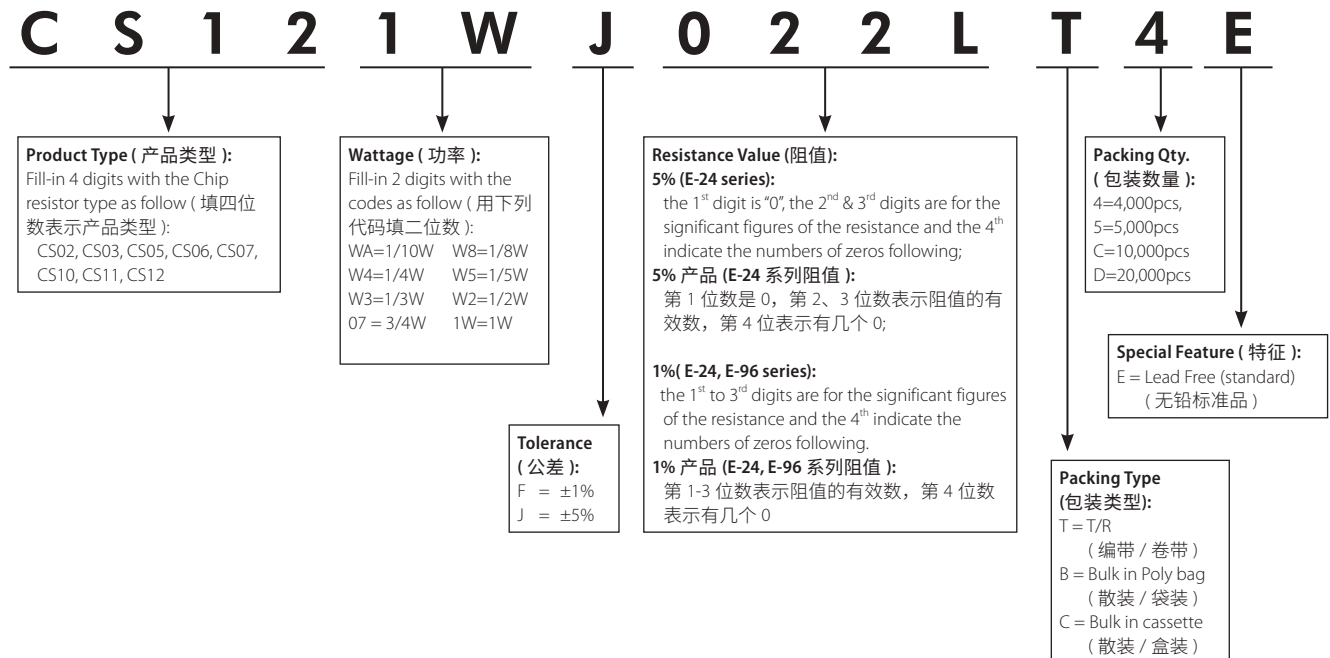 C S 1 2 1 W J 0 2 2 L T 4 E
Product Type ( 产品类型 ):
Fill-in 4 digits with the Chip
resistor type as follow ( 填四位
数表示产品类型 ):
CS02, CS03, CS05, CS06, CS07,
CS10, CS11, CS12
Wattage ( 功率 ):
Fill-in 2 digits with the
codes as follow ( 用下列
代码填二位数 ):
WA=1/10W W8=1/8W
W4=1/4W W5=1/5W
W3=1/3W W2=1/2W
07 = 3/4W 1W=1W
Tolerance
( 公差 ):
F = ±1%
J = ±5%
Resistance Value (阻值):
5% (E-24 series):
the 1st digit is "0", the 2nd & 3rd digits are for the
significant figures of the resistance and the 4th
indicate the numbers of zeros following;
5% 产品 (E-24 系列阻值 ):
第 1 位数是 0，第 2、3 位数表示阻值的有
效数，第 4 位表示有几个 0;
1%( E-24, E-96 series):
the 1st to 3rd digits are for the significant figures
of the resistance and the 4th indicate the
numbers of zeros following.
1% 产品 (E-24, E-96 系列阻值 ):
第 1-3 位数表示阻值的有效数，第 4 位数
表示有几个 0
Packing Type
(包装类型):
T = T/R
( 编带 / 卷带 )
B = Bulk in Poly bag
( 散装 / 袋装 )
C = Bulk in cassette
( 散装 / 盒装 )
Packing Qty.
( 包装数量 ):
4=4,000pcs,
5=5,000pcs
C=10,000pcs
D=20,000pcs
Special Feature ( 特征 ):
E = Lead Free (standard)
( 无铅标准品 )